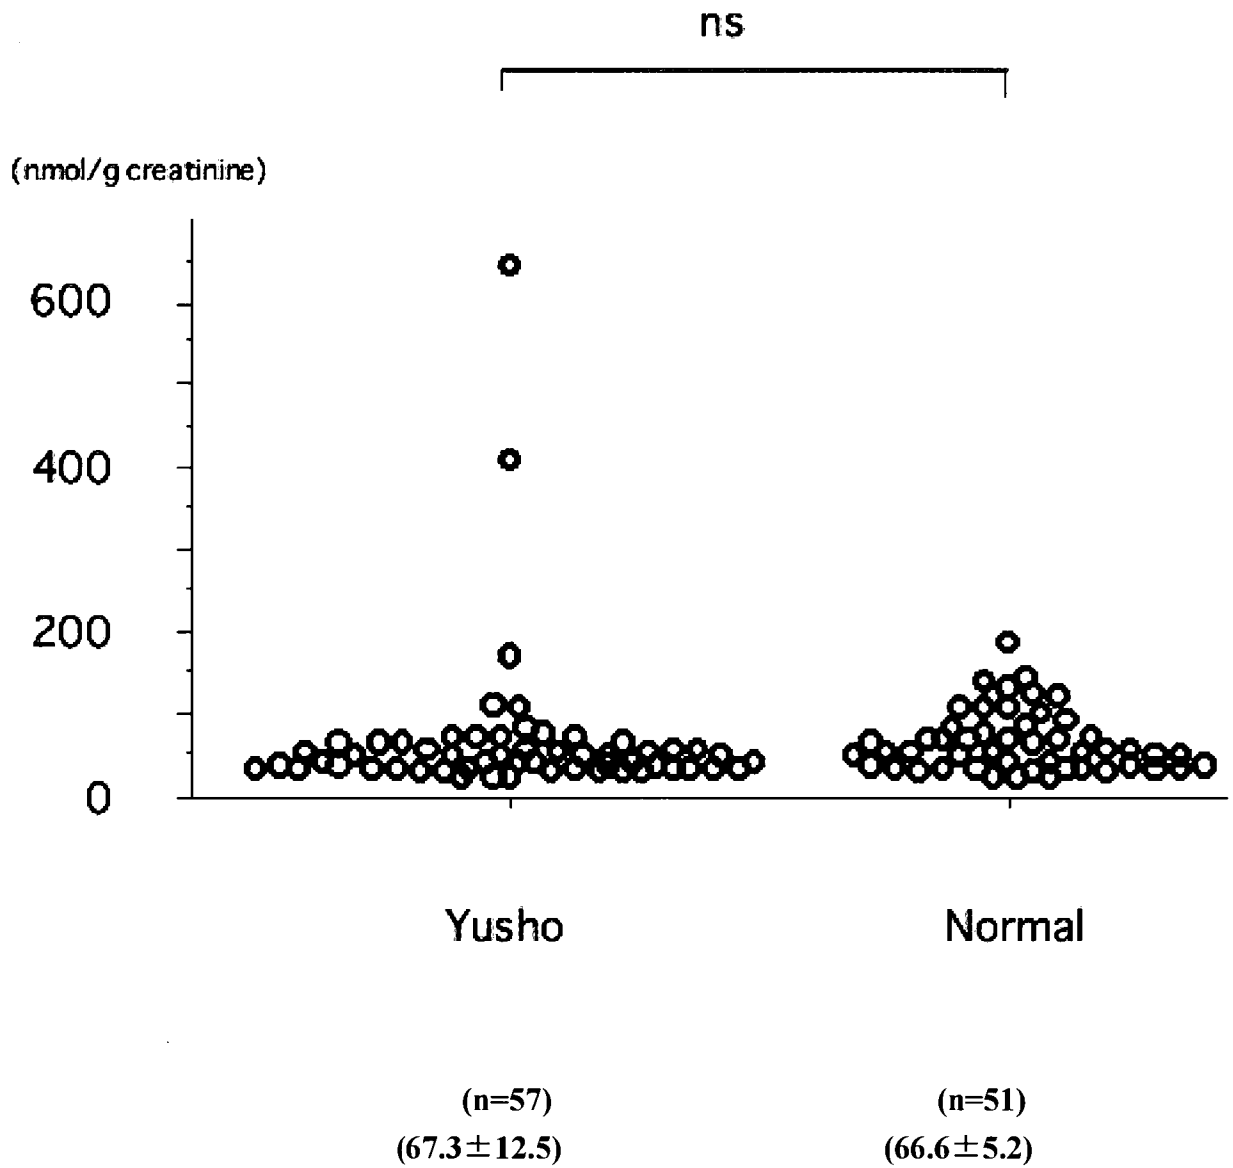 ns
(nmol/g creatinine)
600
400
200
0
Yusho Normal
(n=57) (n=51)
(67.3±12.5) (66.6±5.2)